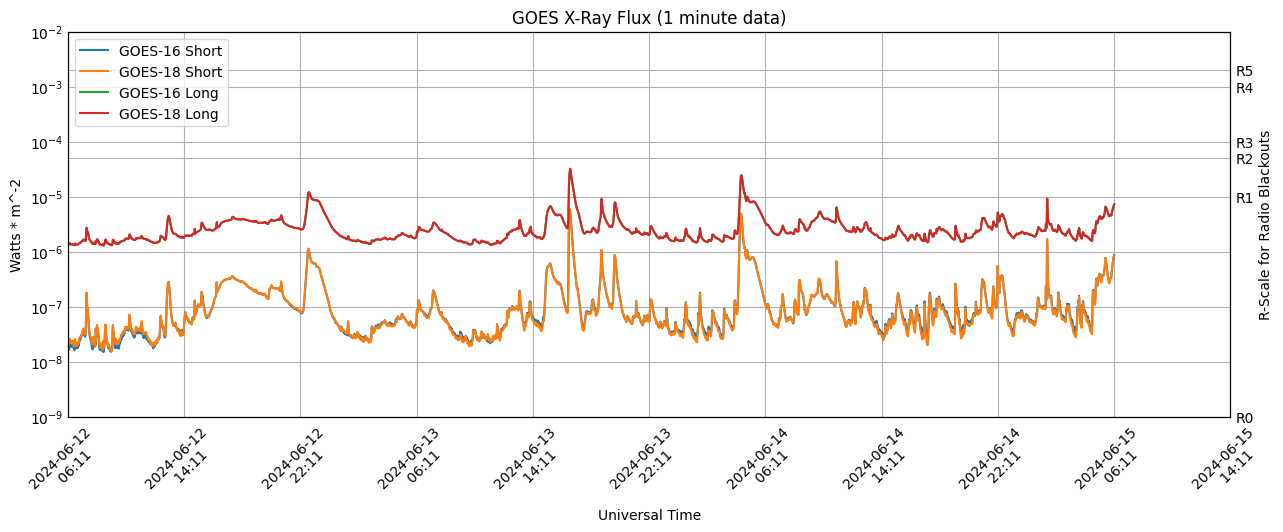 GOES X-Ray Flux (1 minute data)
10^-2
10^-3
10^-4
10^-5
10^-6
10^-7
10^-8
10^-9
Watts * m^-2
GOES-16 Short
GOES-18 Short
GOES-16 Long
GOES-18 Long
R5
R4
R3
R2
R1
R0
R-Scale for Radio Blackouts
2024-06-12
06:11
2024-06-12
14:11
2024-06-12
22:11
2024-06-13
06:11
2024-06-13
14:11
2024-06-13
22:11
2024-06-14
06:11
2024-06-14
14:11
2024-06-14
22:11
2024-06-15
06:11
2024-06-15
14:11
Universal Time